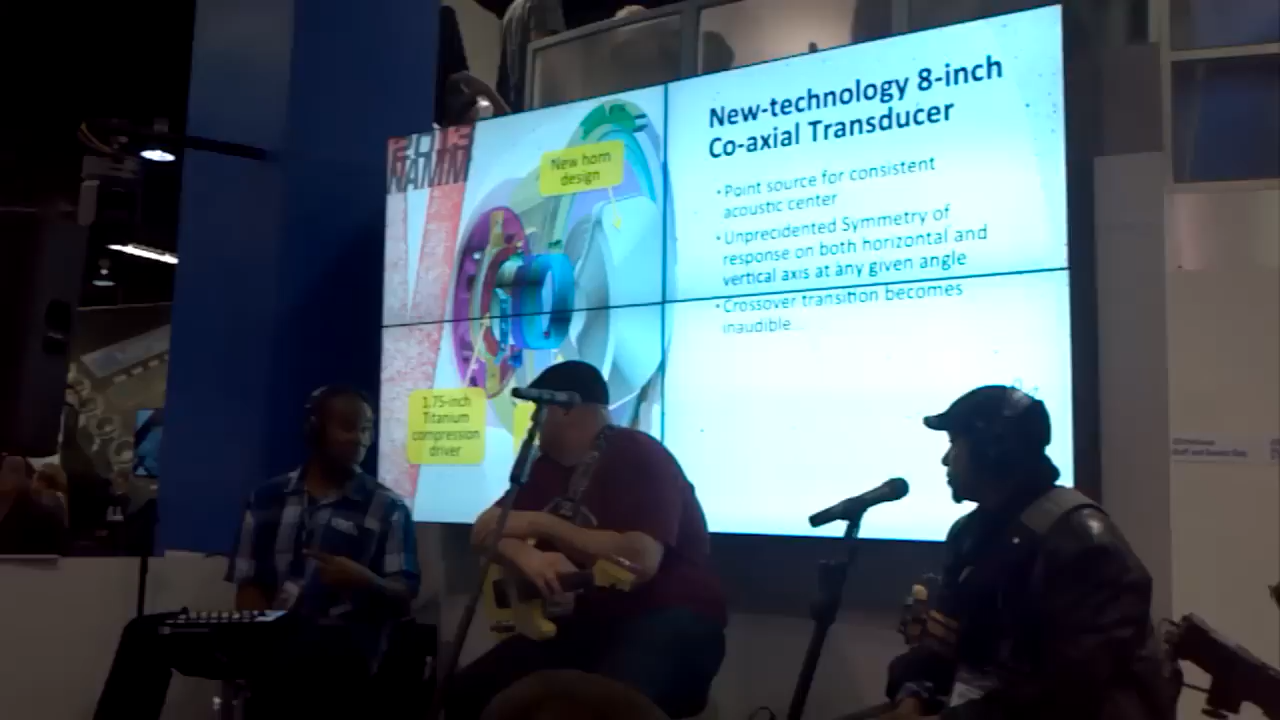 2013
NAMM
New horn
design
1.75-inch
Titanium
compression
driver
New-technology 8-inch
Co-axial Transducer
• Point source for consistent
acoustic center
• Unprecidented Symmetry of
response on both horizontal and
vertical axis at any given angle
• Crossover transition becomes
inaudible...